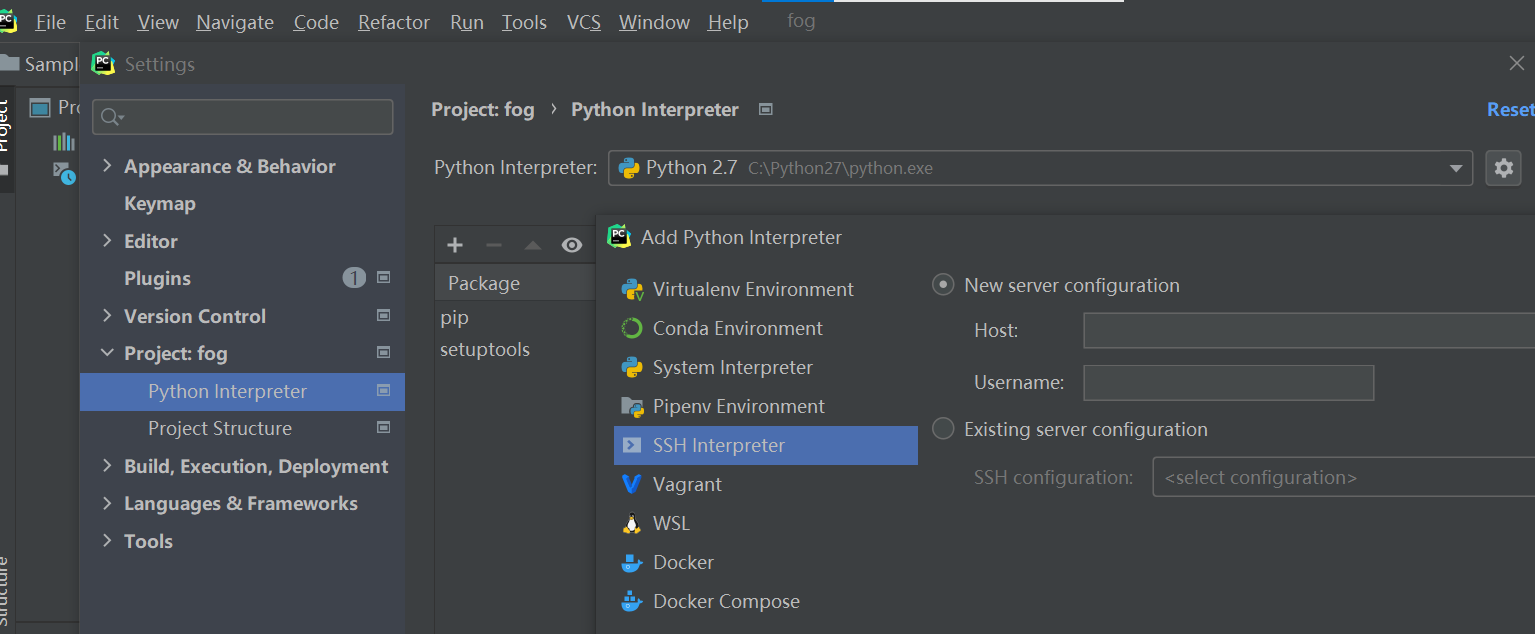 File Edit View Navigate Code Refactor Run Tools VCS Window Help fog
Sampl
Settings
Project
Pro
Project: fog › Python Interpreter
Reset
Python Interpreter: Python 2.7 C:\Python27\python.exe
Appearance & Behavior
Keymap
Editor
Plugins 1
Version Control
Project: fog
Python Interpreter
Project Structure
Build, Execution, Deployment
Languages & Frameworks
Tools
Package
pip
setuptools
PC Add Python Interpreter
Virtualenv Environment
Conda Environment
System Interpreter
Pipenv Environment
SSH Interpreter
Vagrant
WSL
Docker
Docker Compose
New server configuration
Host:
Username:
Existing server configuration
SSH configuration: <select configuration>
Structure